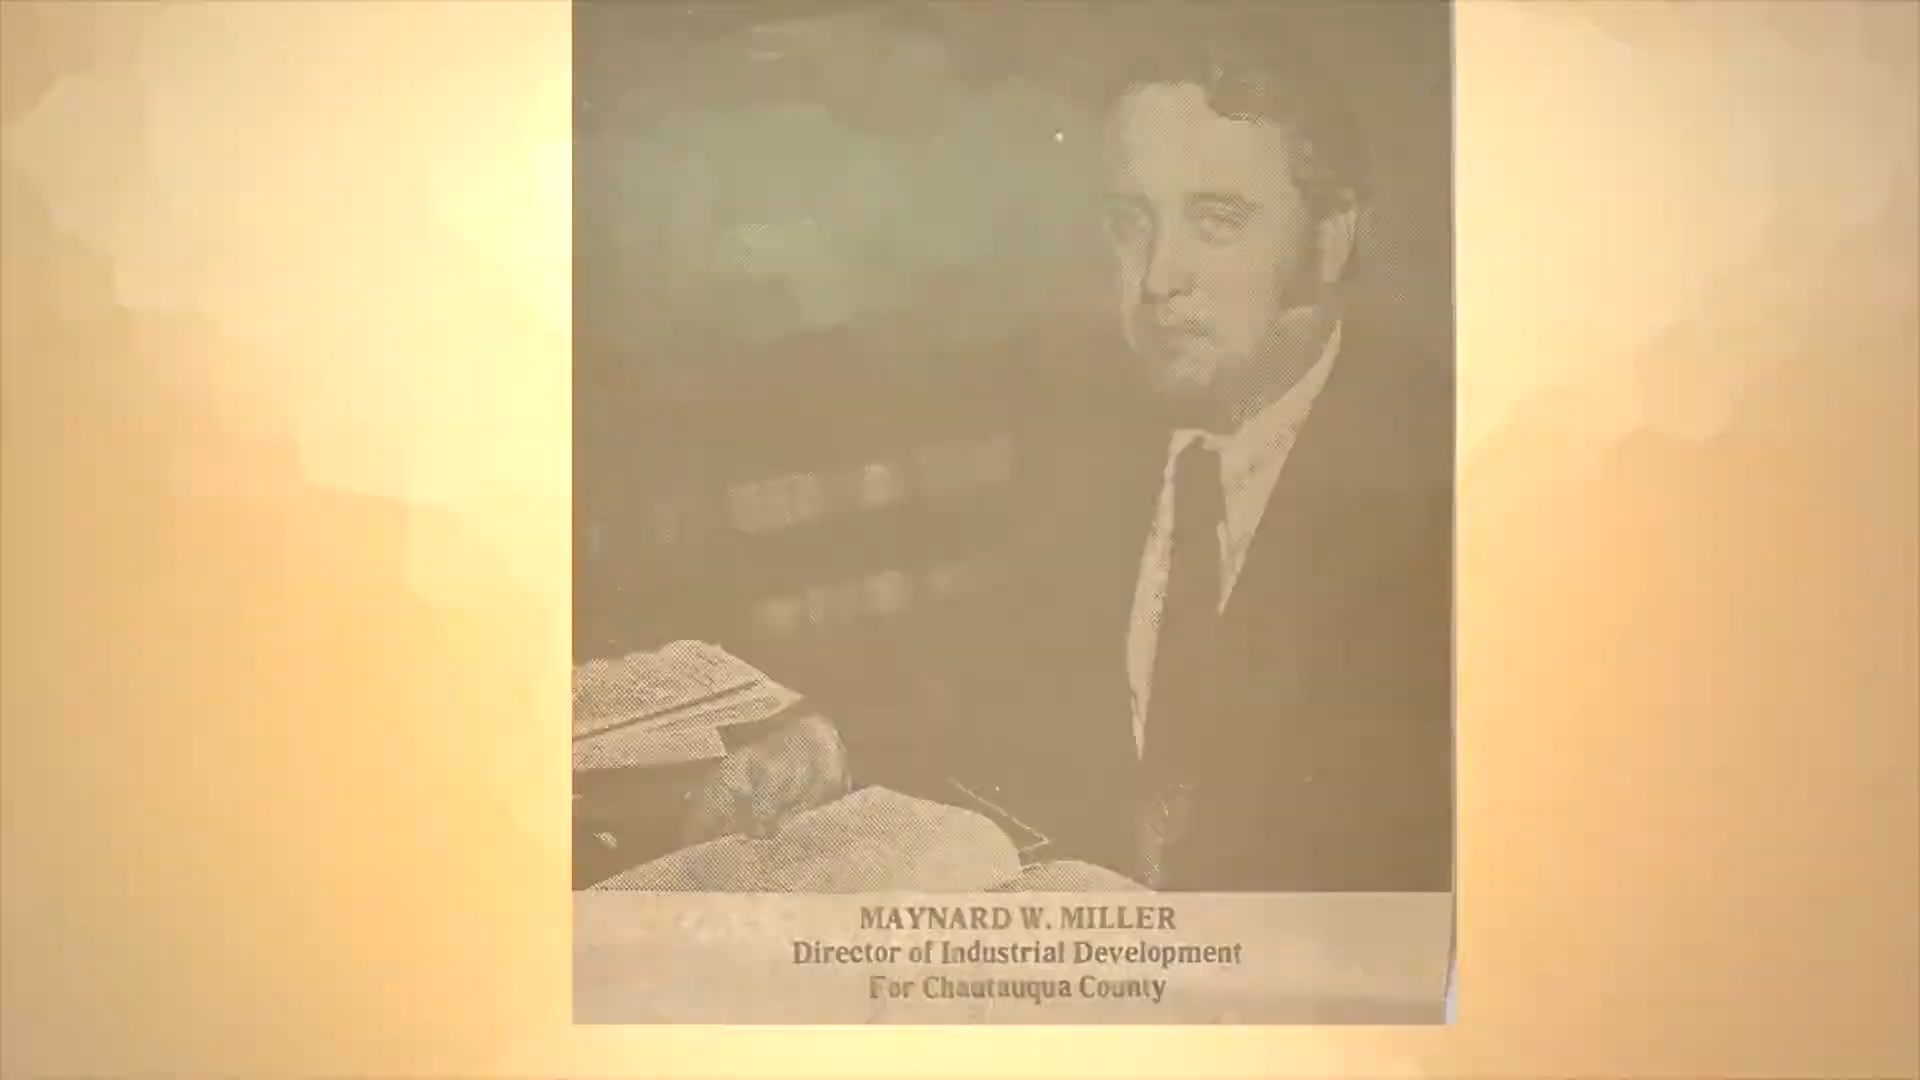 MAYNARD W. MILLER
Director of Industrial Development
For Chautauqua County